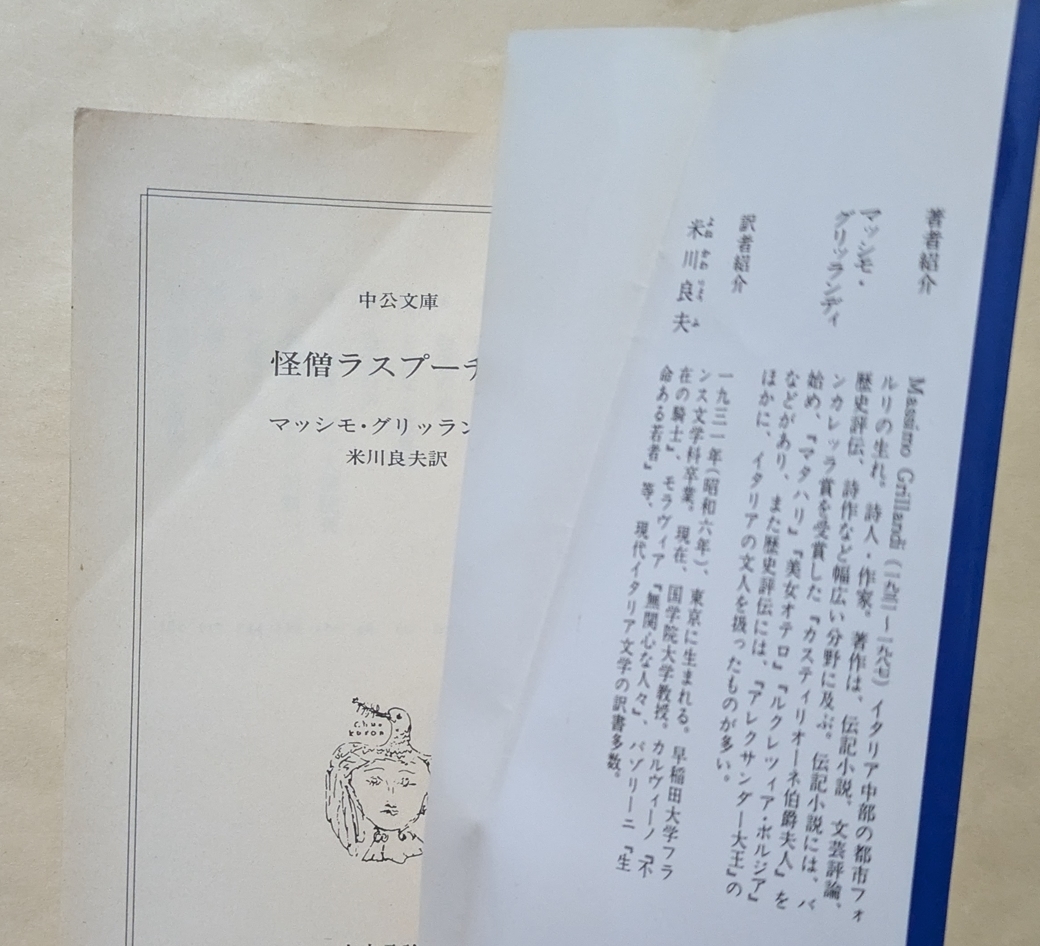 中公文庫
怪僧ラスプーチ
マッシモ・グリッラン
米川良夫訳
chuo
koron
著者紹介
マッシモ・
グリッランディ
Massimo Grillandi(一九三一~一九八七)イタリア中部の都市フォ
ルリの生れ。詩人・作家。著作は、伝記小説、文芸評論、
歴史評伝、詩作など幅広い分野に及ぶ。伝記小説には、バ
ンカレッラ賞を受賞した『カスティリオーネ伯爵夫人』を
始め、『マタハリ』『美女オテロ』『ルクレツィア・ボルジア』
などがあり、また歴史評伝には、『アレクサンダー大王』の
ほかに、イタリアの文人を扱ったものが多い。
訳者紹介
米川良夫
よねかわりょうふ
一九三一年(昭和六年)、東京に生まれる。早稲田大学フラ
ンス文学科卒業。現在、国学院大学教授。カルヴィーノ『不
在の騎士』、モラヴィア『無関心な人々』、パゾリーニ『生
命ある若者』等、現代イタリア文学の訳書多数。